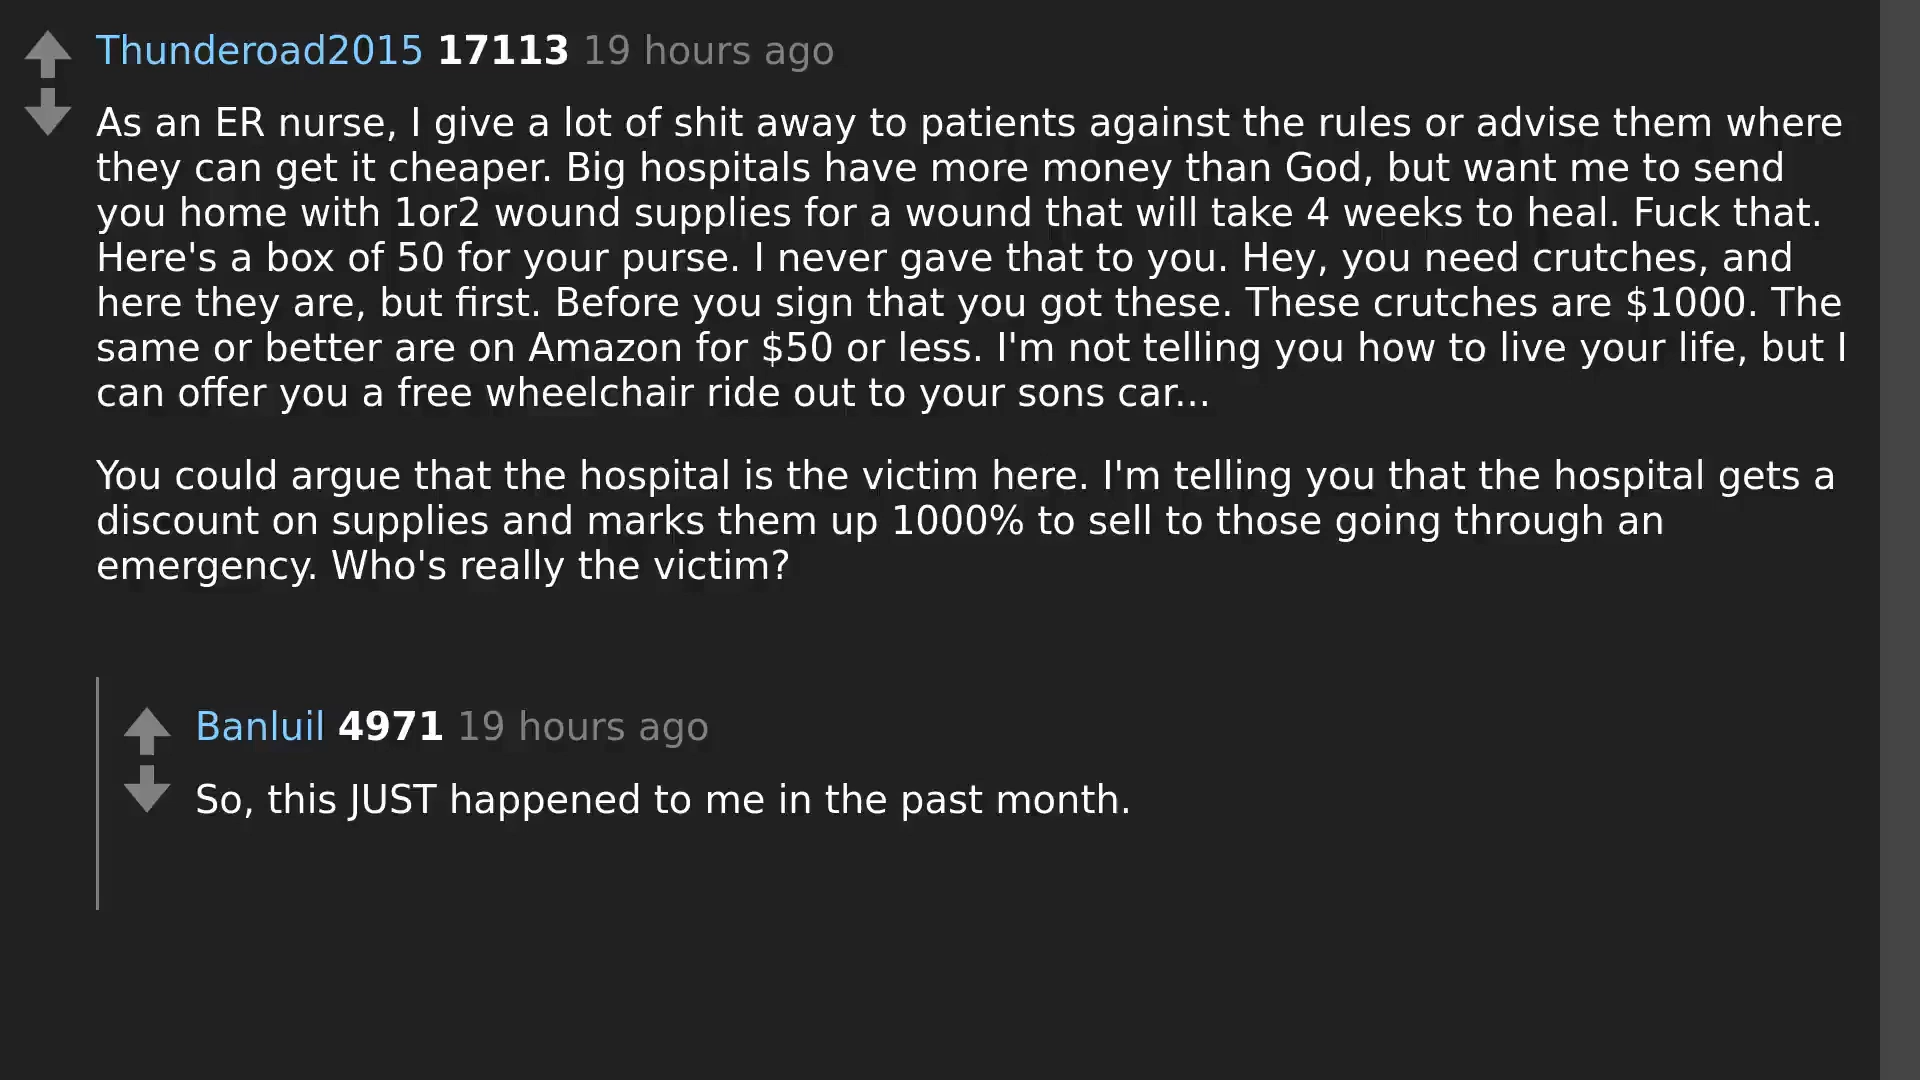 Thunderoad2015 17113 19 hours ago
As an ER nurse, I give a lot of shit away to patients against the rules or advise them where
they can get it cheaper. Big hospitals have more money than God, but want me to send
you home with 1or2 wound supplies for a wound that will take 4 weeks to heal. Fuck that.
Here's a box of 50 for your purse. I never gave that to you. Hey, you need crutches, and
here they are, but first. Before you sign that you got these. These crutches are $1000. The
same or better are on Amazon for $50 or less. I'm not telling you how to live your life, but I
can offer you a free wheelchair ride out to your sons car...
You could argue that the hospital is the victim here. I'm telling you that the hospital gets a
discount on supplies and marks them up 1000% to sell to those going through an
emergency. Who's really the victim?
Banluil 4971 19 hours ago
So, this JUST happened to me in the past month.